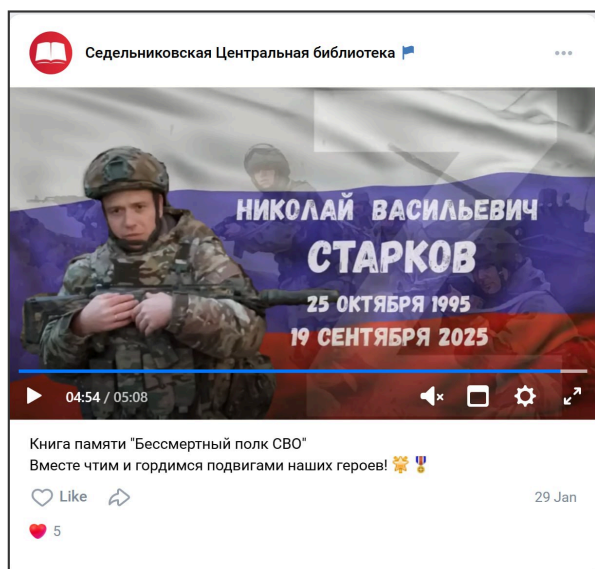 Седельниковская Центральная библиотека
НИКОЛАЙ ВАСИЛЬЕВИЧ
СТАРКОВ
25 ОКТЯБРЯ 1995
19 СЕНТЯБРЯ 2025
04:54 / 05:08
Книга памяти "Бессмертный полк СВО"
Вместе чтим и гордимся подвигами наших героев!
Like
29 Jan
5